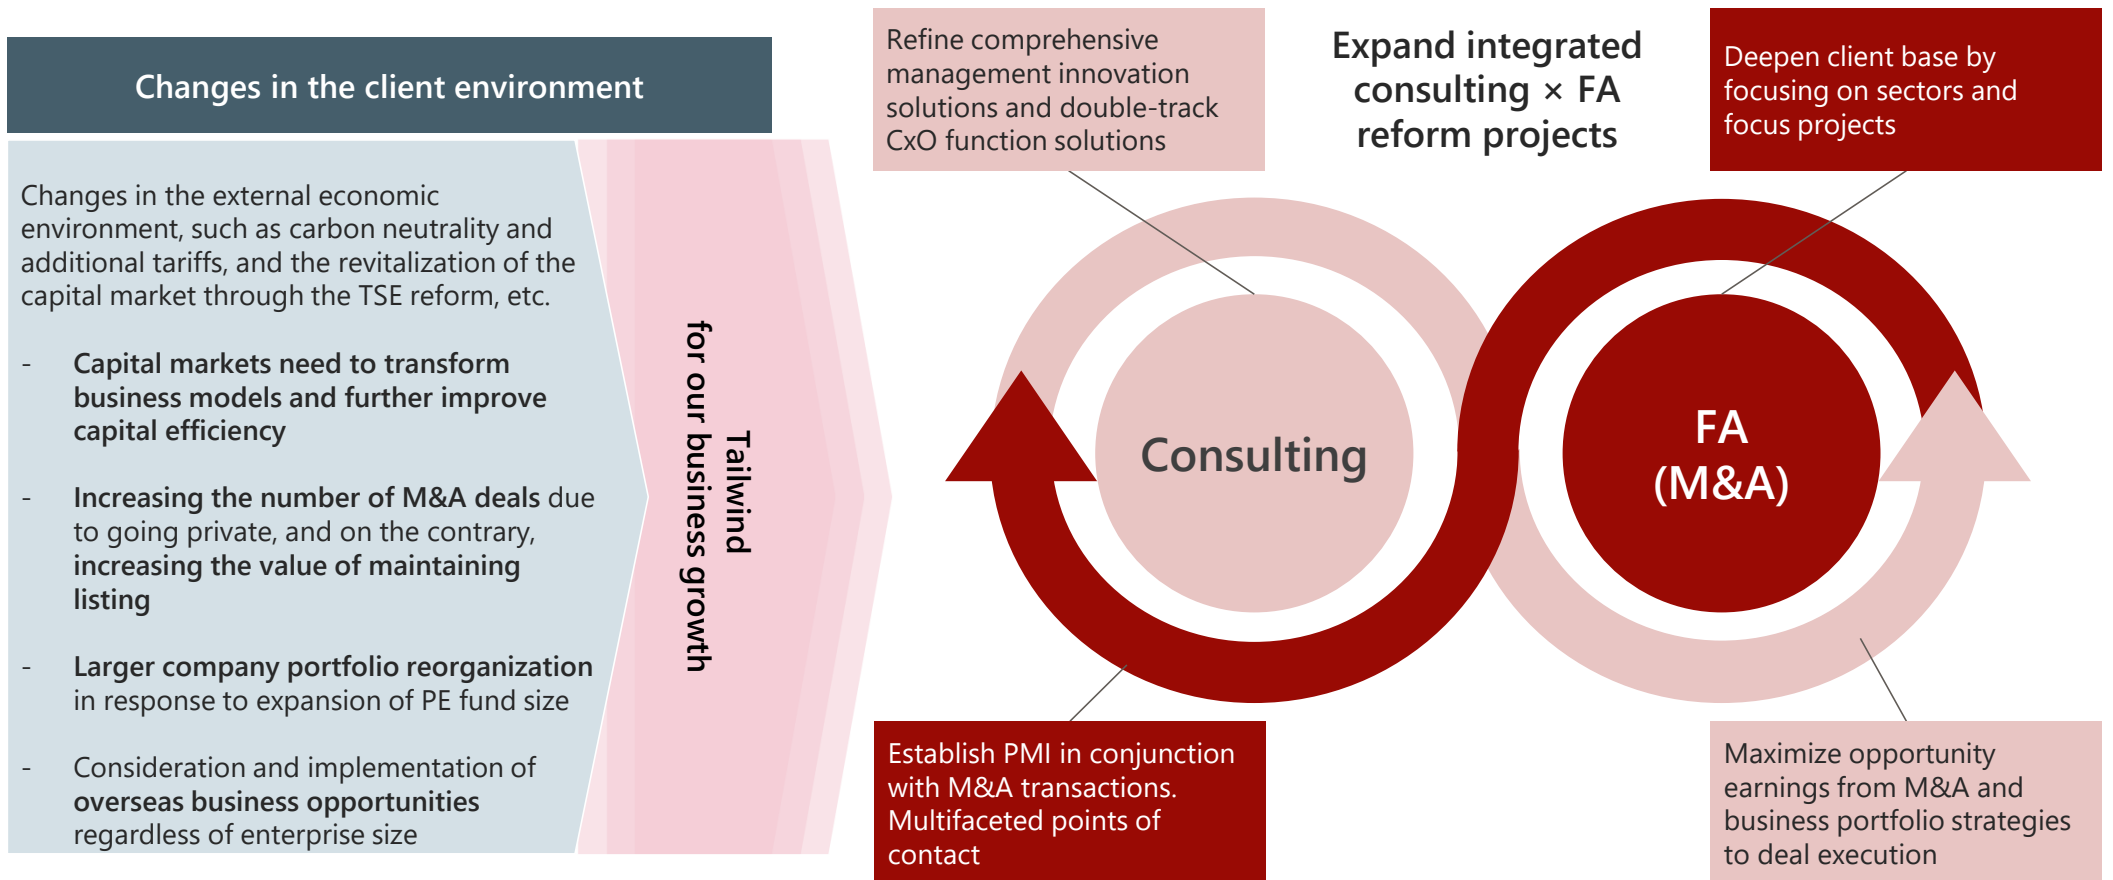 Changes in the client environment
Changes in the external economic
environment, such as carbon neutrality and
additional tariffs, and the revitalization of the
capital market through the TSE reform, etc.
- Capital markets need to transform
business models and further improve
capital efficiency
- Increasing the number of M&A deals due
to going private, and on the contrary,
increasing the value of maintaining
listing
- Larger company portfolio reorganization
in response to expansion of PE fund size
- Consideration and implementation of
overseas business opportunities
regardless of enterprise size
Tailwind
for our business growth
Refine comprehensive
management innovation
solutions and double-track
CxO function solutions
Expand integrated
consulting × FA
reform projects
Deepen client base by
focusing on sectors and
focus projects
Consulting
FA
(M&A)
Establish PMI in conjunction
with M&A transactions.
Multifaceted points of
contact
Maximize opportunity
earnings from M&A and
business portfolio strategies
to deal execution